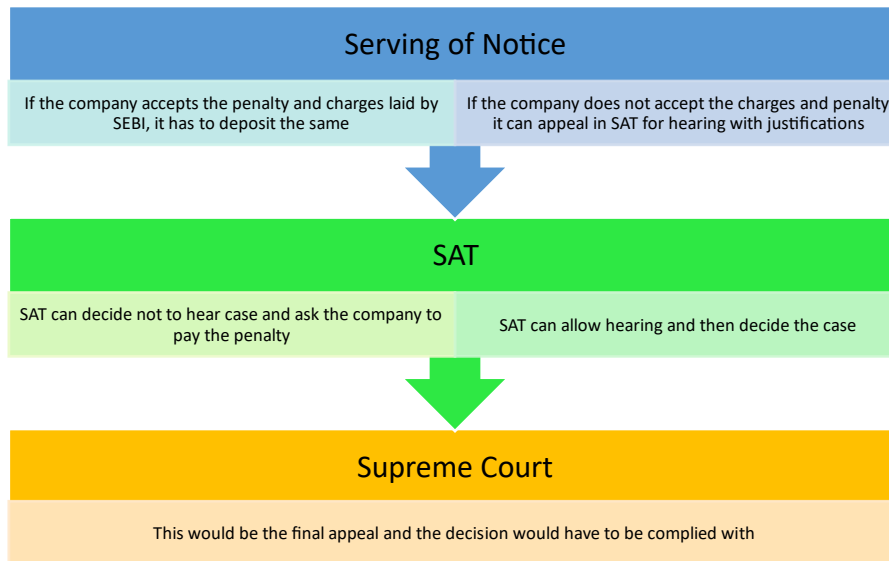 Serving of Notice
If the company accepts the penalty and charges laid by
SEBI, it has to deposit the same
If the company does not accept the charges and penalty,
it can appeal in SAT for hearing with justifications
SAT
SAT can decide not to hear case and ask the company to
pay the penalty
SAT can allow hearing and then decide the case
Supreme Court
This would be the final appeal and the decision would have to be complied with